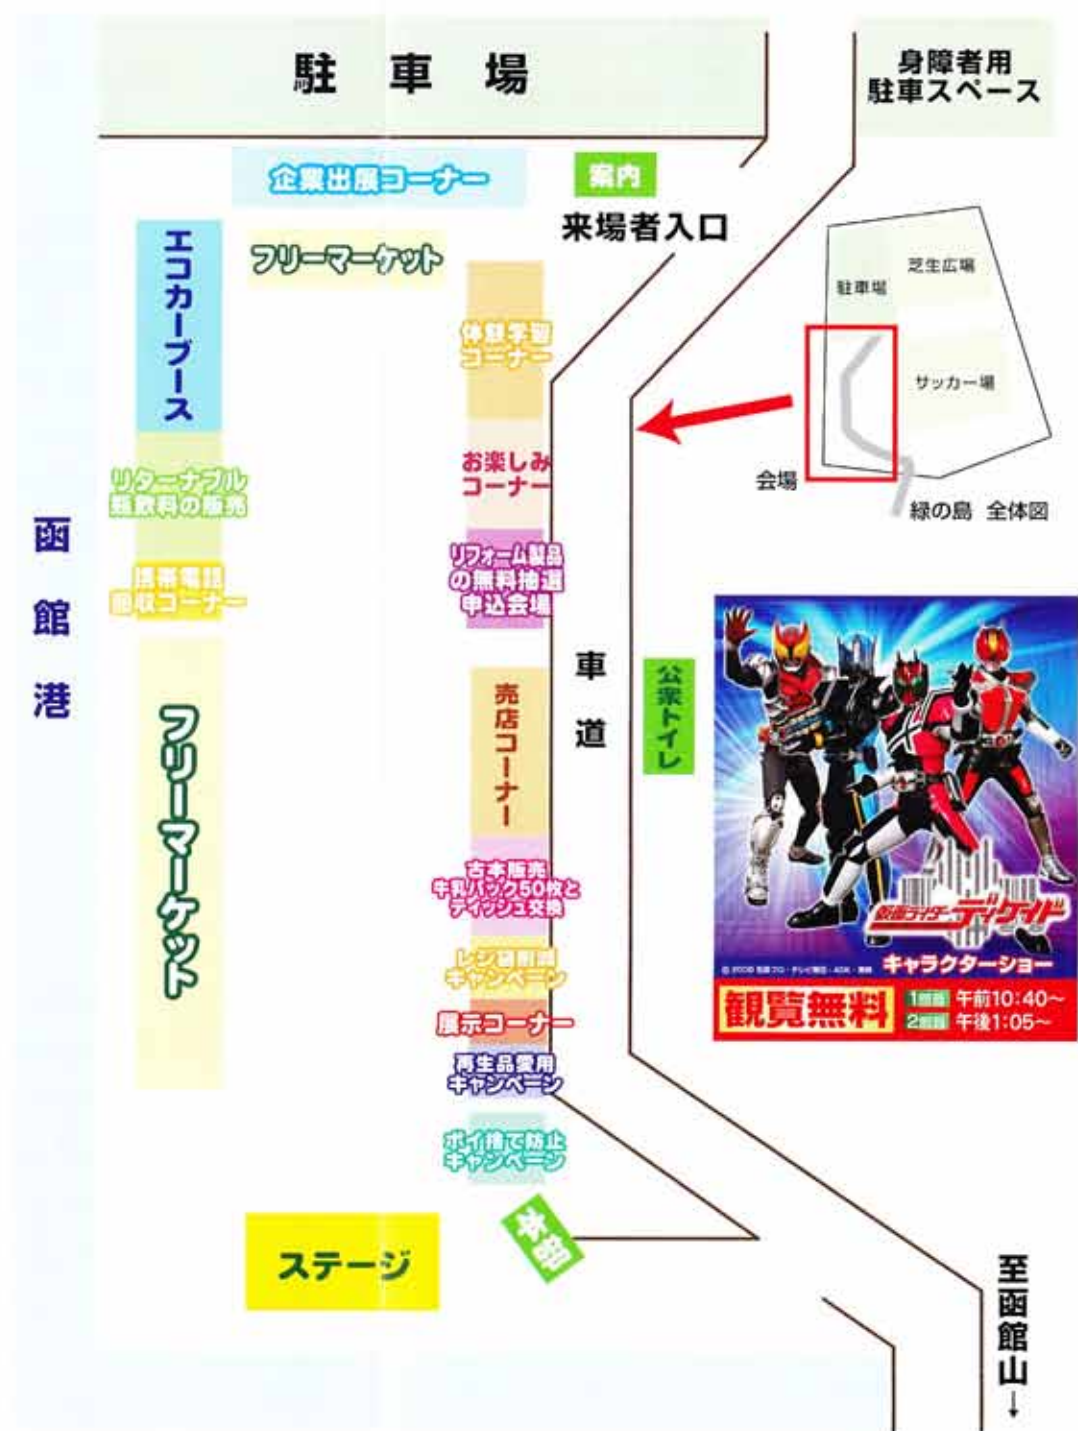 駐車場
身障者用
駐車スペース
企業出展コーナー
案内
来場者入口
エコカーブース
フリーマーケット
体験学習
コーナー
芝生広場
駐車場
サッカー場
会場
緑の島 全体図
お楽しみ
コーナー
リターナブル
瓶飲料の販売
函館港
リフォーム製品
の無料抽選
申込会場
携帯電話
回収コーナー
フリーマーケット
売店コーナー
車道
公衆トイレ
古本販売
牛乳パック50枚と
ティッシュ交換
レジ袋削減
キャンペーン
展示コーナー
再生品愛用
キャンペーン
ポイ捨て防止
キャンペーン
本部
ステージ
仮面ライダーディケイド
キャラクターショー
観覧無料
1回目 午前10:40〜
2回目 午後1:05〜
至函館山↓